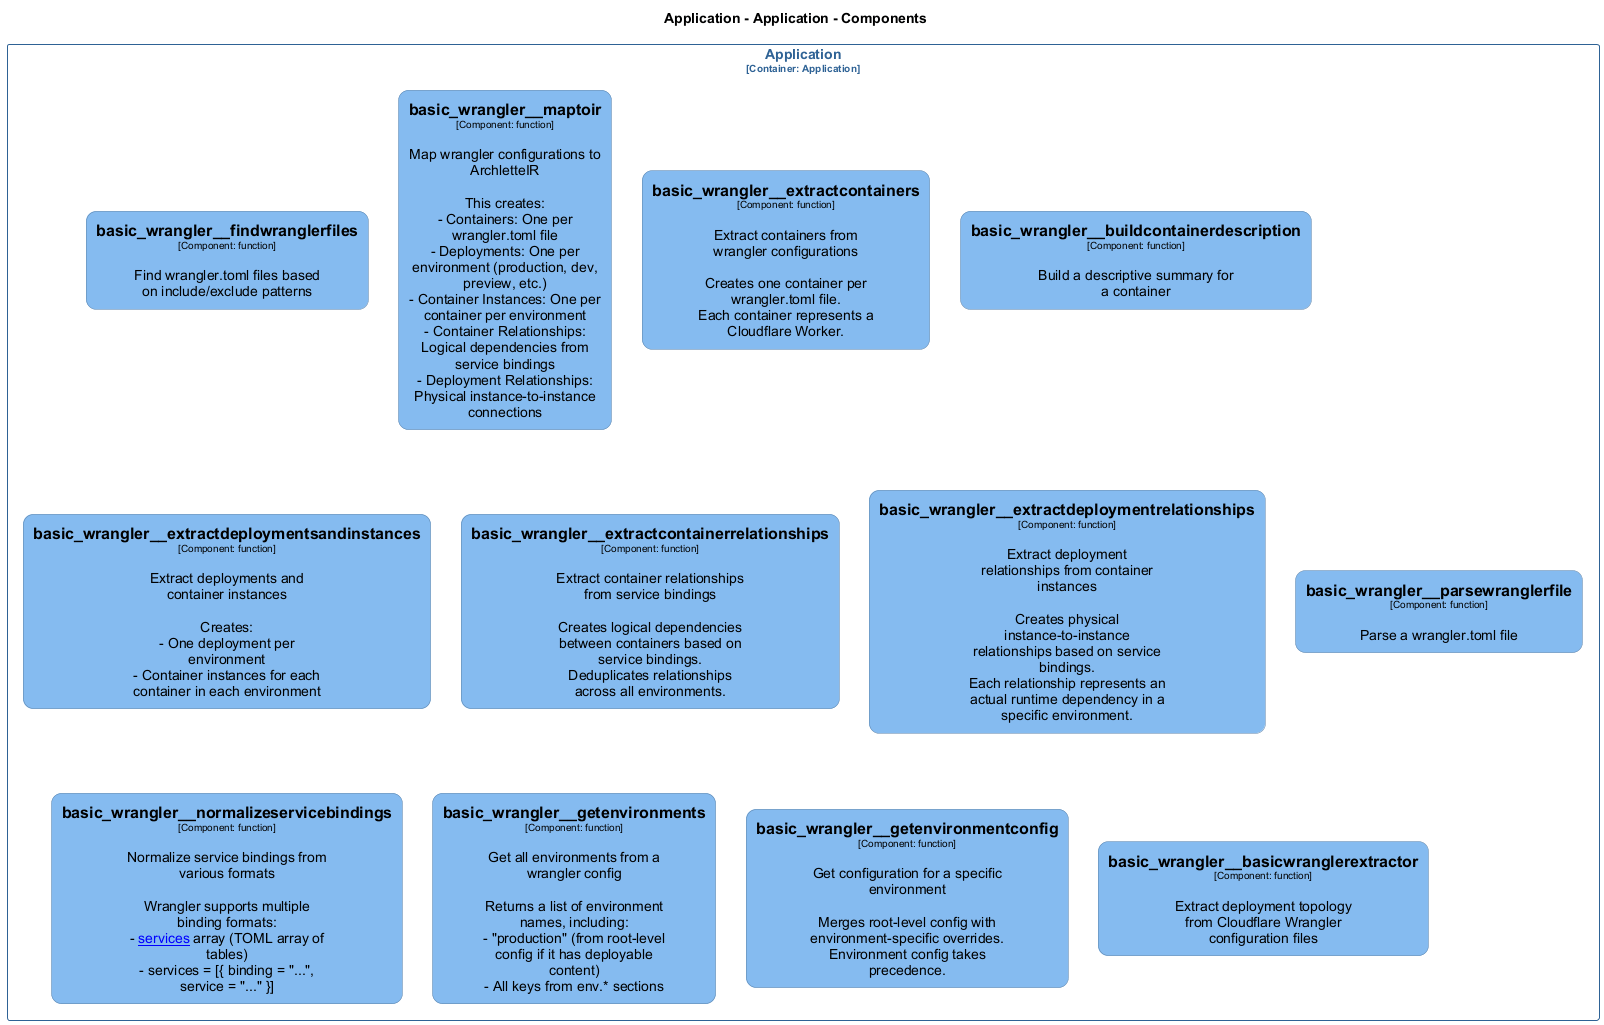 Application - Application - Components
Application
[Container: Application]
basic_wrangler__findwranglerfiles
[Component: function]
Find wrangler.toml files based
on include/exclude patterns
basic_wrangler__maptoir
[Component: function]
Map wrangler configurations to
ArchletteIR
This creates:
- Containers: One per
wrangler.toml file
- Deployments: One per
environment (production, dev,
preview, etc.)
- Container Instances: One per
container per environment
- Container Relationships:
Logical dependencies from
service bindings
- Deployment Relationships:
Physical instance-to-instance
connections
basic_wrangler__extractcontainers
[Component: function]
Extract containers from
wrangler configurations
Creates one container per
wrangler.toml file.
Each container represents a
Cloudflare Worker.
basic_wrangler__buildcontainerdescription
[Component: function]
Build a descriptive summary for
a container
basic_wrangler__extractdeploymentsandinstances
[Component: function]
Extract deployments and
container instances
Creates:
- One deployment per
environment
- Container instances for each
container in each environment
basic_wrangler__extractcontainerrelationships
[Component: function]
Extract container relationships
from service bindings
Creates logical dependencies
between containers based on
service bindings.
Deduplicates relationships
across all environments.
basic_wrangler__extractdeploymentrelationships
[Component: function]
Extract deployment
relationships from container
instances
Creates physical
instance-to-instance
relationships based on service
bindings.
Each relationship represents an
actual runtime dependency in a
specific environment.
basic_wrangler__parsewranglerfile
[Component: function]
Parse a wrangler.toml file
basic_wrangler__normalizeservicebindings
[Component: function]
Normalize service bindings from
various formats
Wrangler supports multiple
binding formats:
- services array (TOML array of
tables)
- services = [{ binding = "...",
service = "..." }]
basic_wrangler__getenvironments
[Component: function]
Get all environments from a
wrangler config
Returns a list of environment
names, including:
- "production" (from root-level
config if it has deployable
content)
- All keys from env.* sections
basic_wrangler__getenvironmentconfig
[Component: function]
Get configuration for a specific
environment
Merges root-level config with
environment-specific overrides.
Environment config takes
precedence.
basic_wrangler__basicwranglerextractor
[Component: function]
Extract deployment topology
from Cloudflare Wrangler
configuration files